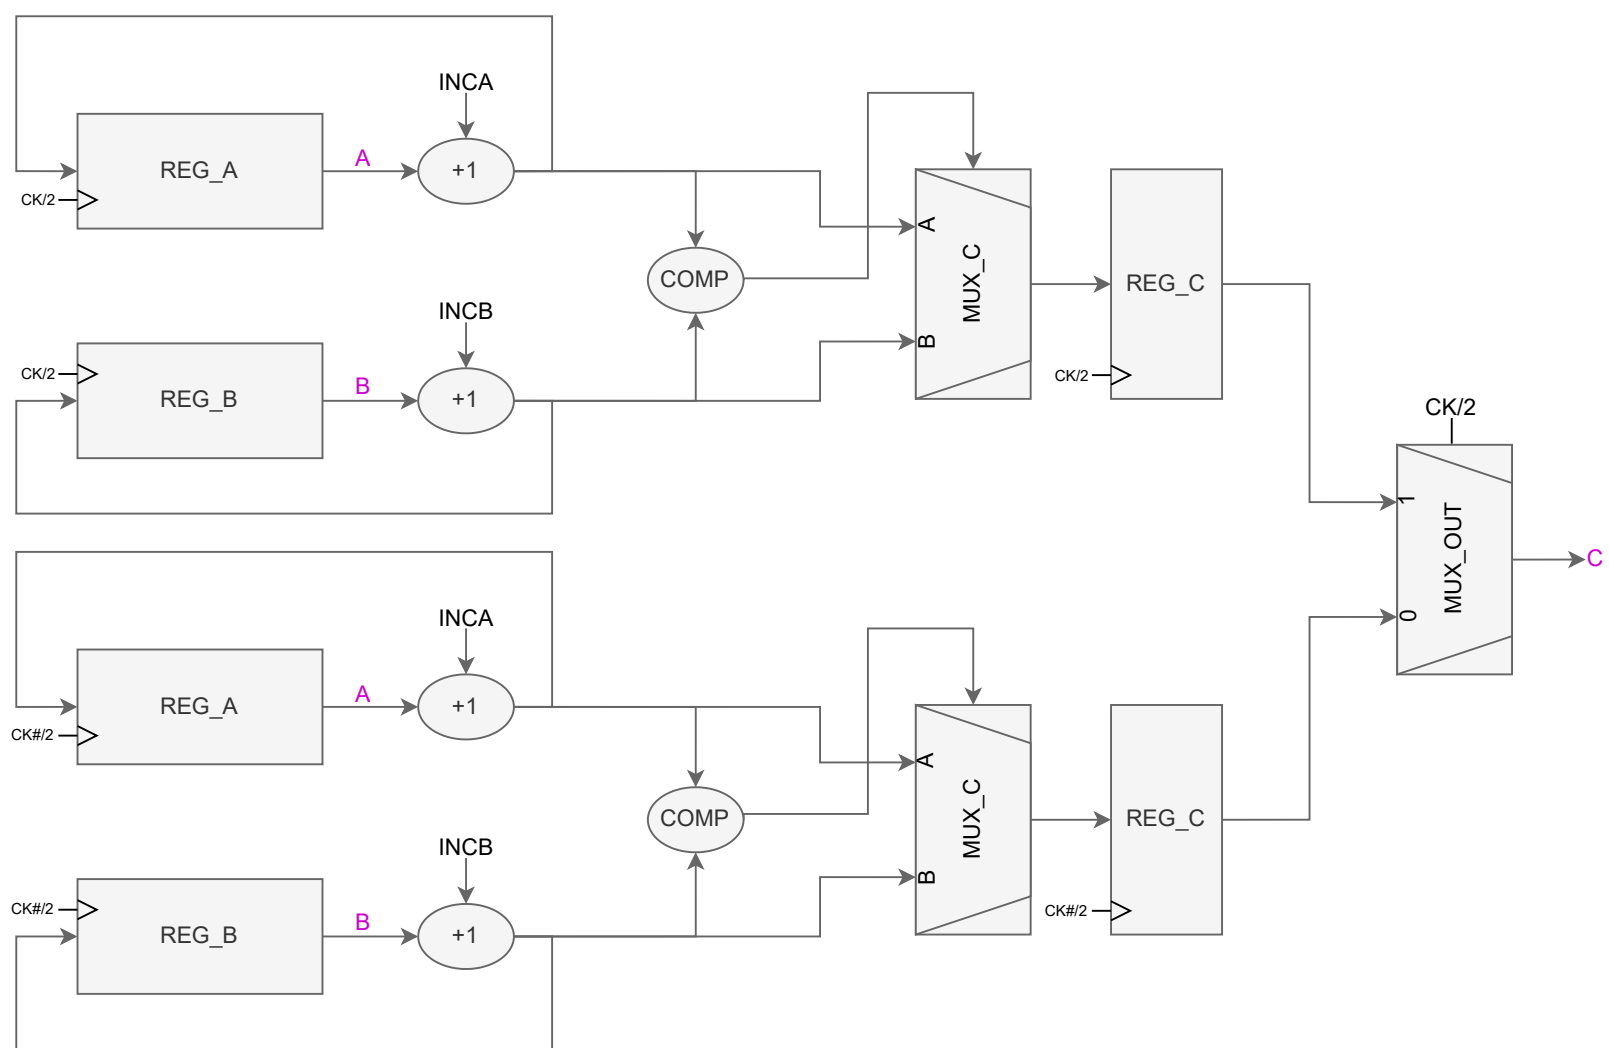 INCA
REG_A
A
+1
CK/2
COMP
A
MUX_C
B
REG_C
CK/2
INCB
CK/2
REG_B
B
+1
CK/2
1
MUX_OUT
0
C
INCA
REG_A
A
+1
CK#/2
COMP
A
MUX_C
B
REG_C
CK#/2
INCB
CK#/2
REG_B
B
+1